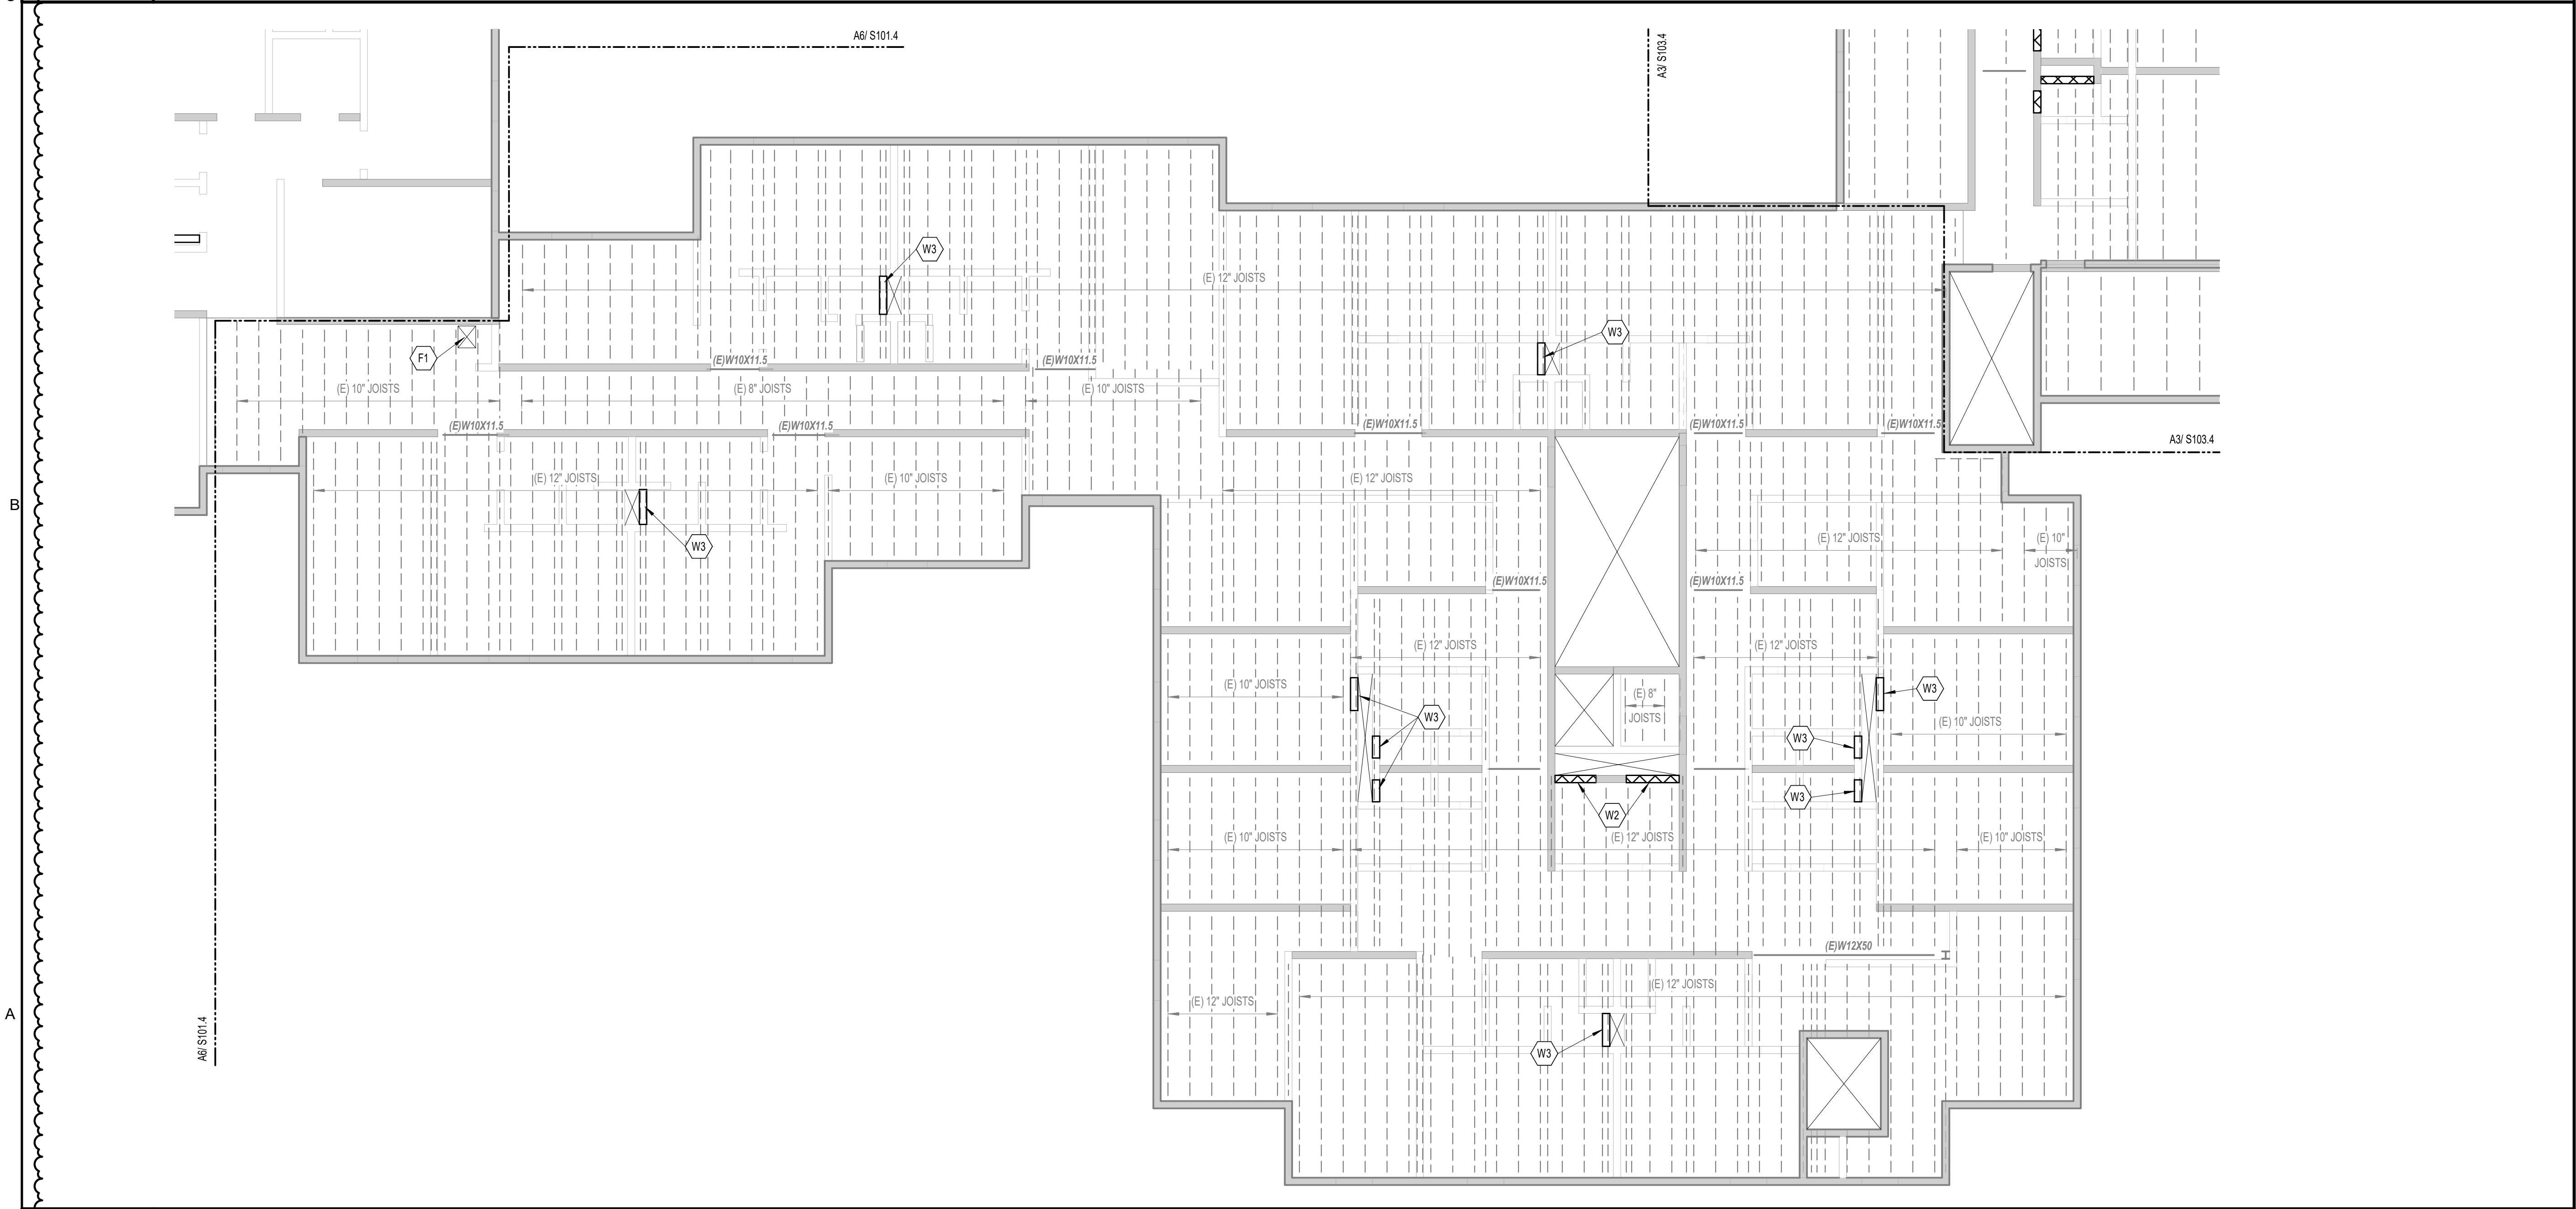 A6/ S101.4
A3/ S103.4
W3
(E) 12" JOISTS
W3
F1
(E)W10X11.5
(E)W10X11.5
(E) 10" JOISTS
(E) 8" JOISTS
(E) 10" JOISTS
(E)W10X11.5
(E)W10X11.5
(E)W10X11.5
(E)W10X11.5
(E)W10X11.5
A3/ S103.4
(E) 12" JOISTS
(E) 10" JOISTS
(E) 12" JOISTS
B
W3
(E) 12" JOISTS
(E) 10"
JOISTS
(E)W10X11.5
(E)W10X11.5
(E) 12" JOISTS
(E) 12" JOISTS
(E) 10" JOISTS
W3
(E) 8"
JOISTS
W3
(E) 10" JOISTS
W3
W3
W2
(E) 10" JOISTS
(E) 12" JOISTS
(E) 10" JOISTS
(E)W12X50
(E) 12" JOISTS
(E) 12" JOISTS
A
A6/ S101.4
W3